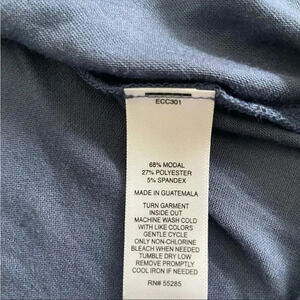 ECC301
68% MODAL
27% POLYESTER
5% SPANDEX
MADE IN GUATEMALA
TURN GARMENT
INSIDE OUT
MACHINE WASH COLD
WITH LIKE COLORS
GENTLE CYCLE
ONLY NON-CHLORINE
BLEACH WHEN NEEDED
TUMBLE DRY LOW
REMOVE PROMPTLY
COOL IRON IF NEEDED
RN# 55285